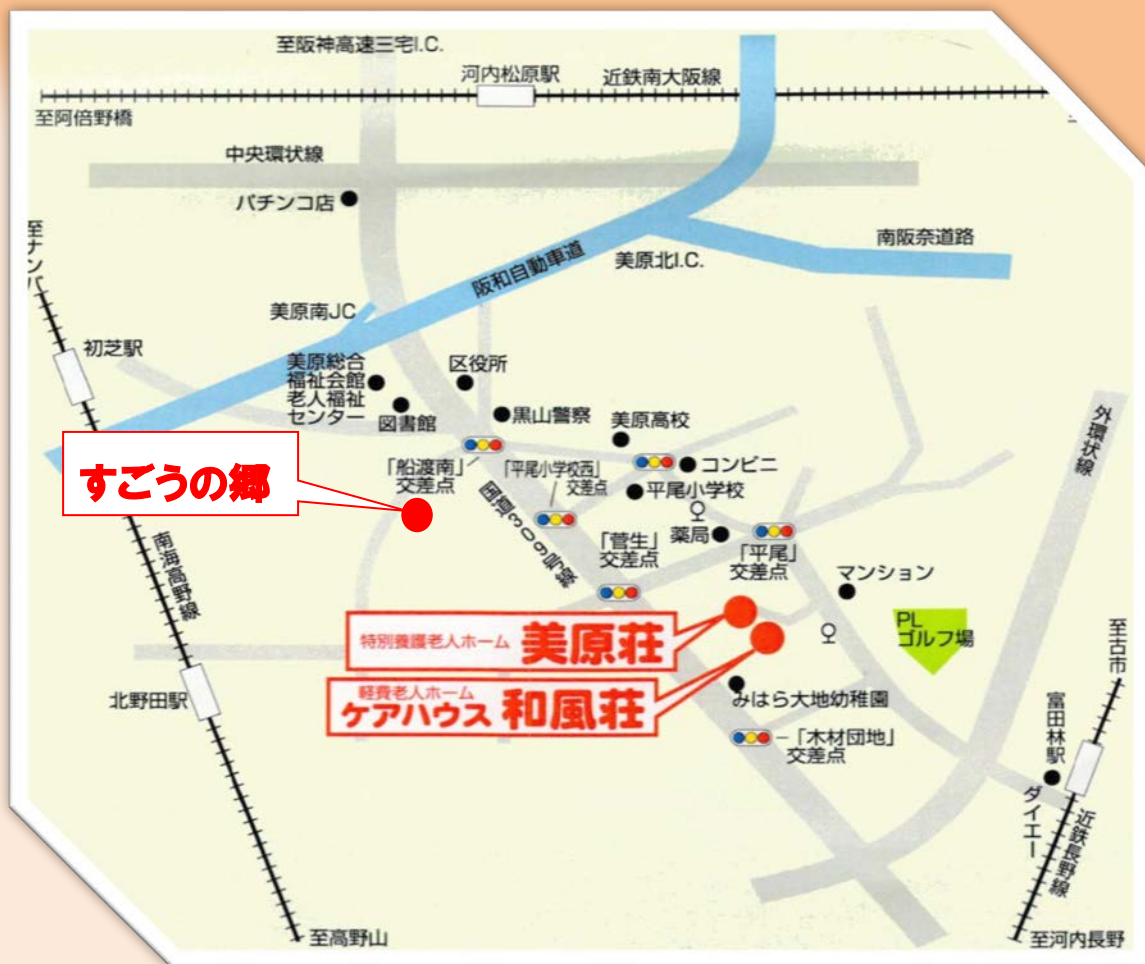 至阪神高速三宅I.C.
河内松原駅
近鉄南大阪線
至阿倍野橋
中央環状線
パチンコ店
至ナンバ
南阪奈道路
阪和自動車道
美原北I.C.
美原南JC
初芝駅
美原総合
福祉会館
老人福祉
センター
区役所
図書館
黒山警察
美原高校
外環状線
「船渡南」
交差点
「平尾小学校西」
交差点
コンビニ
平尾小学校
すごうの郷
国道309号線
「菅生」
交差点
薬局
「平尾」
交差点
南海高野線
マンション
PL
ゴルフ場
特別養護老人ホーム 美原荘
軽費老人ホーム
ケアハウス 和風荘
至古市
北野田駅
みはら大地幼稚園
富田林駅
「木材団地」
交差点
ダイエー
近鉄長野線
至高野山
至河内長野